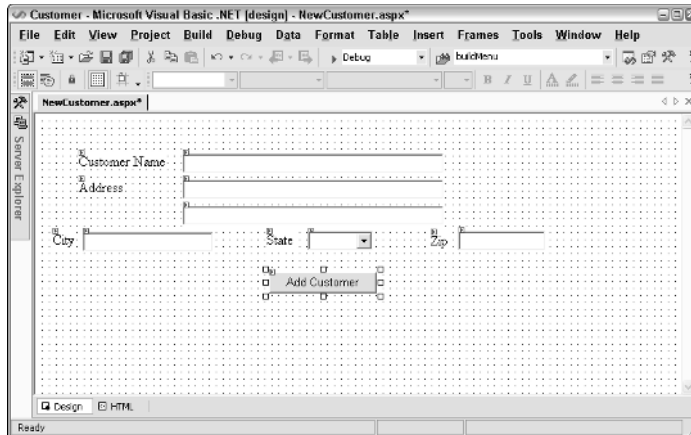 Customer - Microsoft Visual Basic .NET [design] - NewCustomer.aspx*
File Edit View Project Build Debug Data Format Table Insert Frames Tools Window Help
Debug buildMenu
B I U A
NewCustomer.aspx*
Server Explorer
Customer Name
Address
City State Zip
Add Customer
Design HTML
Ready